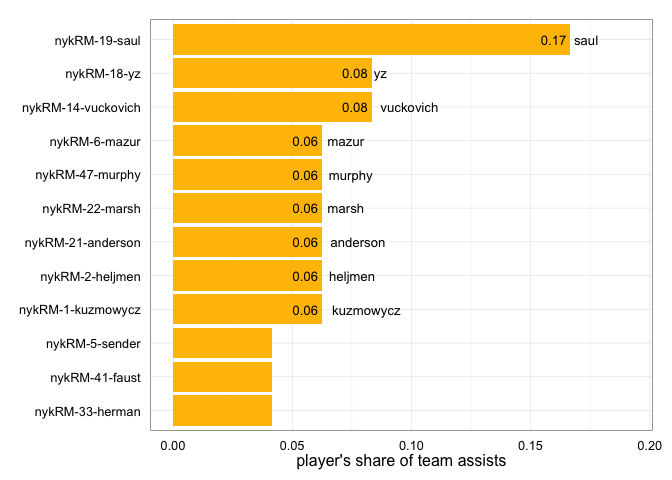 nykRM-19-saul 0.17 saul
nykRM-18-yz 0.08 yz
nykRM-14-vuckovich 0.08 vuckovich
nykRM-6-mazur 0.06 mazur
nykRM-47-murphy 0.06 murphy
nykRM-22-marsh 0.06 marsh
nykRM-21-anderson 0.06 anderson
nykRM-2-heljmen 0.06 heljmen
nykRM-1-kuzmowycz 0.06 kuzmowycz
nykRM-5-sender
nykRM-41-faust
nykRM-33-herman
0.00 0.05 0.10 0.15 0.20
player's share of team assists